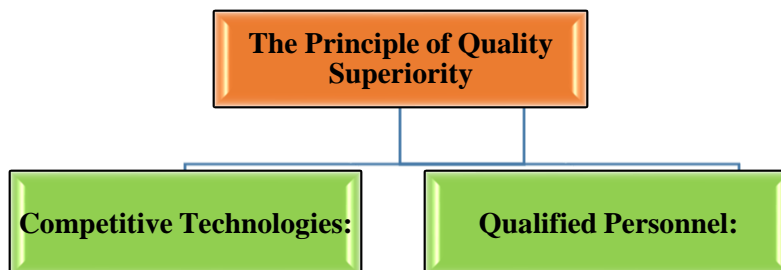 The Principle of Quality
Superiority
Competitive Technologies:
Qualified Personnel: